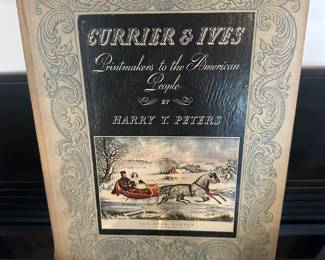 CURRIER & IVES
Printmakers to the American
People
BY
HARRY T. PETERS